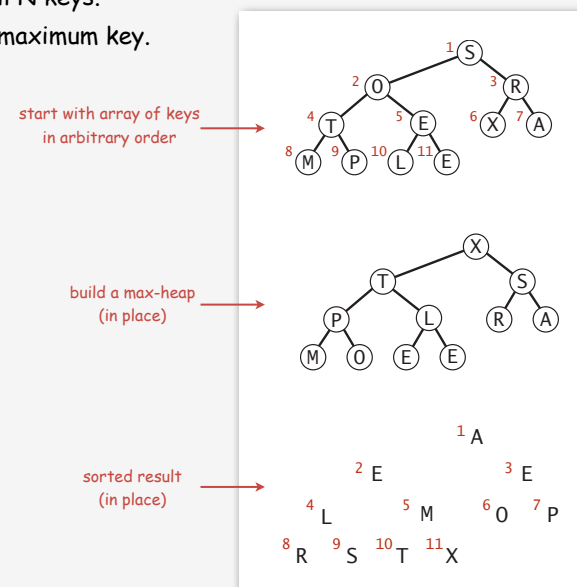 N keys.
maximum key.
start with array of keys
in arbitrary order
1 S
2 O 3 R
4 T 5 E 6 X 7 A
8 M 9 P 10 L 11 E
build a max-heap
(in place)
X
T S
P L R A
M O E E
sorted result
(in place)
1 A
2 E 3 E
4 L 5 M 6 O 7 P
8 R 9 S 10 T 11 X